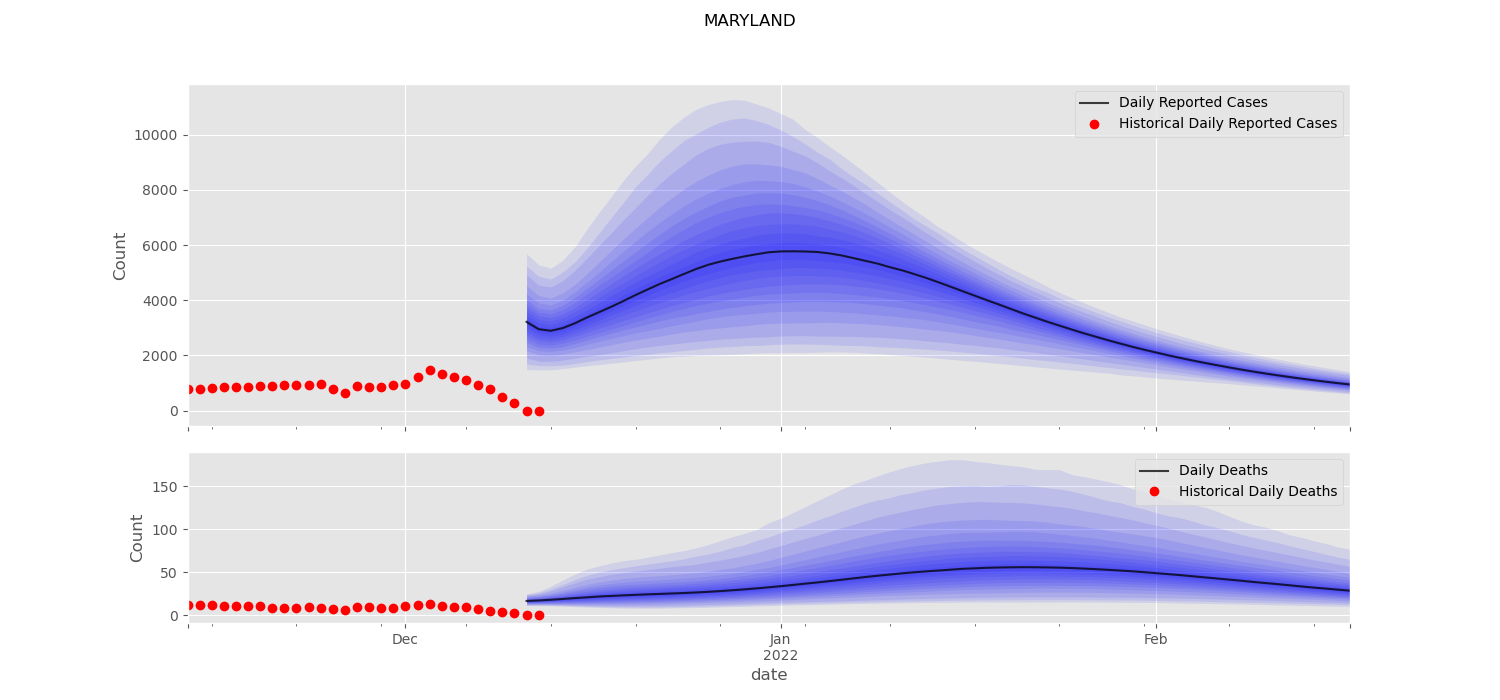 MARYLAND
Daily Reported Cases
Historical Daily Reported Cases
10000
8000
6000
4000
2000
0
Count
Daily Deaths
Historical Daily Deaths
150
100
50
0
Count
Dec
Jan
2022
Feb
date